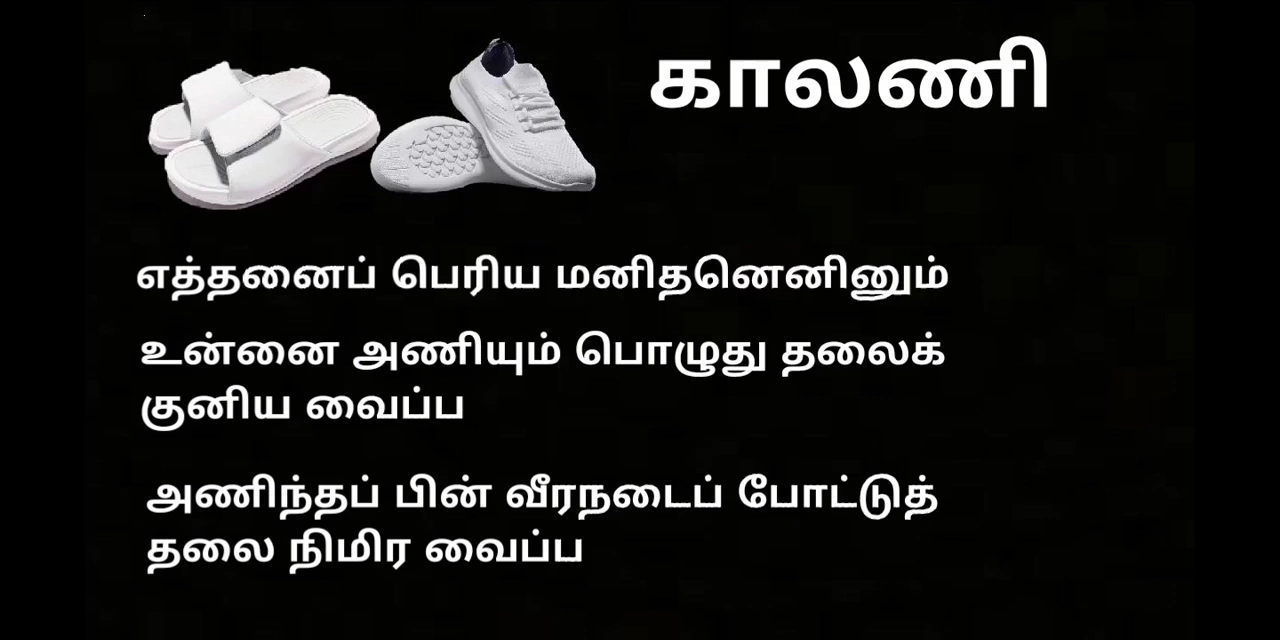 காலணி
எத்தனைப் பெரிய மனிதனெனினும்
உன்னை அணியும் பொழுது தலைக்
குனிய வைப்ப
அணிந்தப் பின் வீரநடைப் போட்டுத்
தலை நிமிர வைப்ப